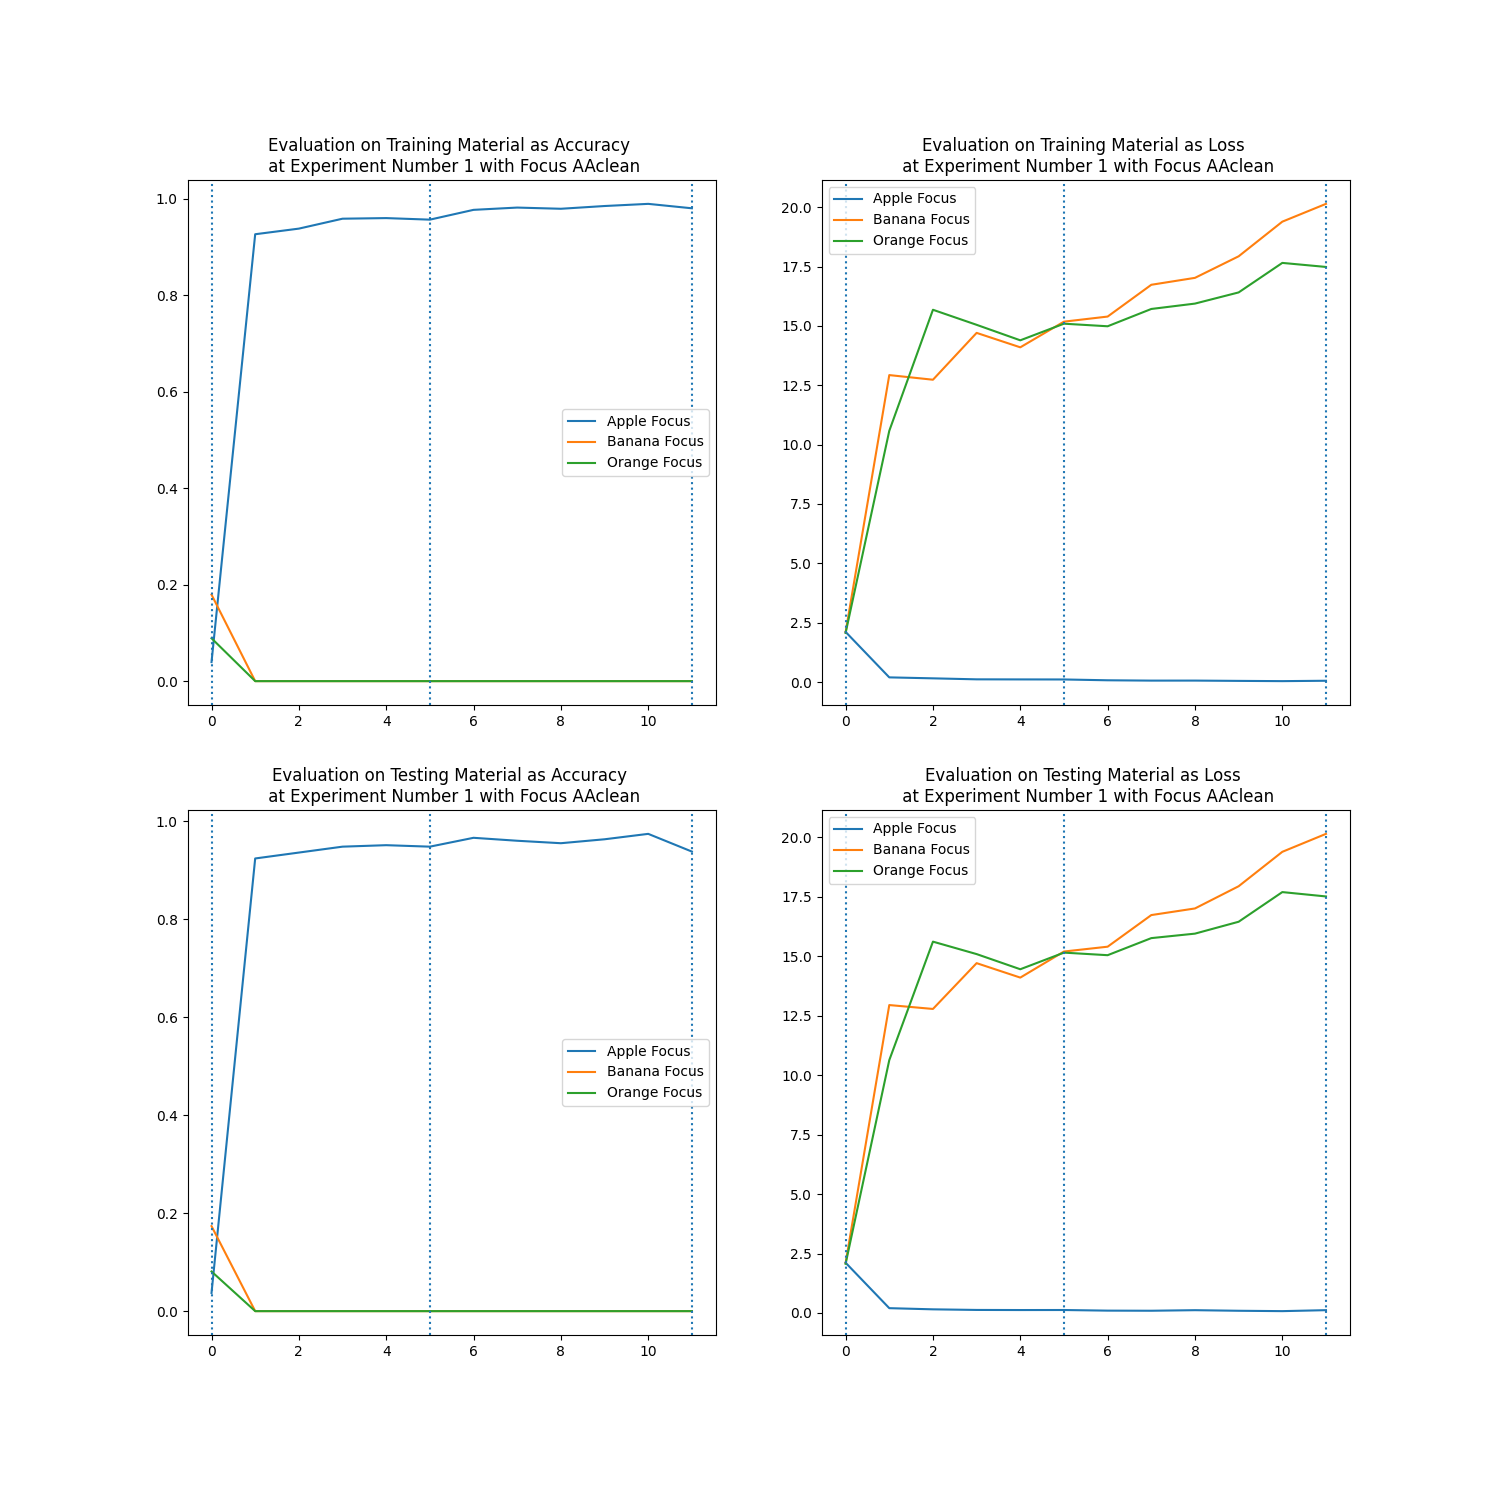 Evaluation on Training Material as Accuracy
at Experiment Number 1 with Focus AAclean
1.0
0.8
0.6
0.4
0.2
0.0
Apple Focus
Banana Focus
Orange Focus
0 2 4 6 8 10
Evaluation on Training Material as Loss
at Experiment Number 1 with Focus AAclean
Apple Focus
Banana Focus
Orange Focus
20.0
17.5
15.0
12.5
10.0
7.5
5.0
2.5
0.0
0 2 4 6 8 10
Evaluation on Testing Material as Accuracy
at Experiment Number 1 with Focus AAclean
1.0
0.8
0.6
0.4
0.2
0.0
Apple Focus
Banana Focus
Orange Focus
0 2 4 6 8 10
Evaluation on Testing Material as Loss
at Experiment Number 1 with Focus AAclean
Apple Focus
Banana Focus
Orange Focus
20.0
17.5
15.0
12.5
10.0
7.5
5.0
2.5
0.0
0 2 4 6 8 10